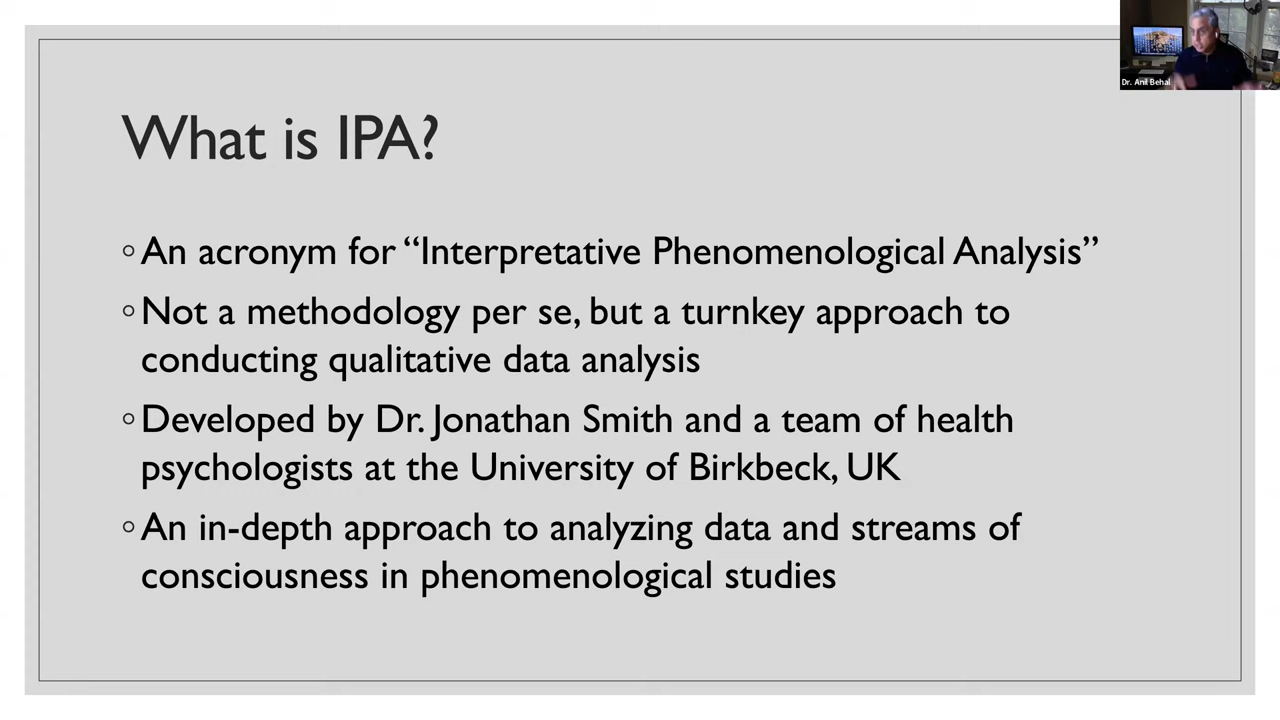 Dr. Anil Behal
What is IPA?
◦ An acronym for “Interpretative Phenomenological Analysis”
◦ Not a methodology per se, but a turnkey approach to
conducting qualitative data analysis
◦ Developed by Dr. Jonathan Smith and a team of health
psychologists at the University of Birkbeck, UK
◦ An in-depth approach to analyzing data and streams of
consciousness in phenomenological studies